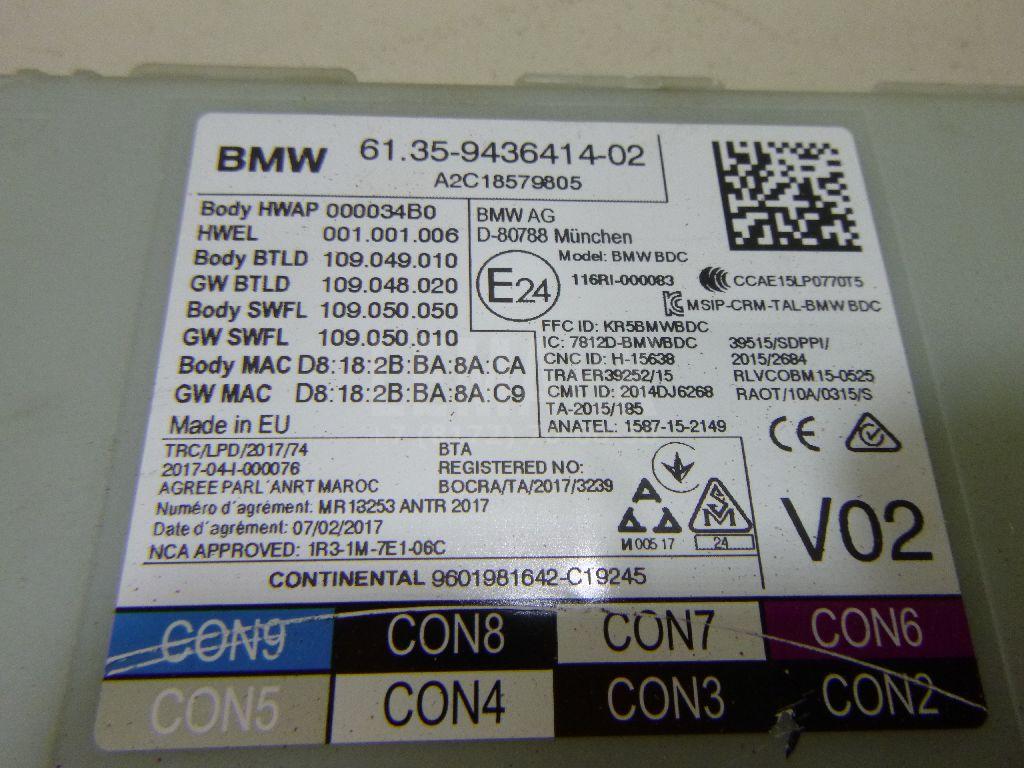 BMW 61.35-9436414-02
A2C18579805
Body HWAP 000034B0
HWEL 001.001.006
Body BTLD 109.049.010
GW BTLD 109.048.020
Body SWFL 109.050.050
GW SWFL 109.050.010
Body MAC D8:18:2B:BA:8A:CA
GW MAC D8:18:2B:BA:8A:C9
Made in EU
BMW AG
D-80788 München
Model: BMW BDC
E24
116RI-000083
CCAE15LP0770T5
MSIP-CRM-TAL-BMW BDC
FFC ID: KR5BMWBDC
IC: 7812D-BMWBDC
CNC ID: H-15638
TRA ER39252/15
CMIT ID: 2014DJ6268
TA-2015/185
ANATEL: 1587-15-2149
39515/SDPPI/
2015/2684
RLVCOBM15-0525
RAOT/10A/0315/S
CE
TRC/LPD/2017/74
2017-04-I-000076
AGREE PARL´ANRT MAROC
Numéro d´agrément: MR 13253 ANTR 2017
Date d´agrément: 07/02/2017
NCA APPROVED: 1R3-1M-7E1-06C
BTA
REGISTERED NO:
BOCRA/TA/2017/3239
И 005 17
24
V02
CONTINENTAL 9601981642-C19245
CON9 CON8 CON7 CON6
CON5 CON4 CON3 CON2